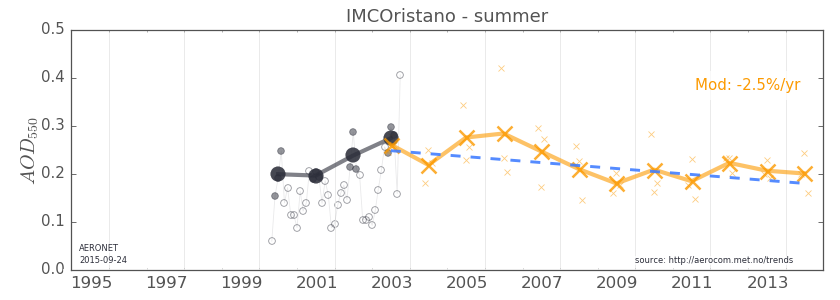 IMCOristano - summer
0.5
0.4
0.3
0.2
0.1
0.0
AOD550
Mod: -2.5%/yr
AERONET
2015-09-24
source: http://aerocom.met.no/trends
1995 1997 1999 2001 2003 2005 2007 2009 2011 2013